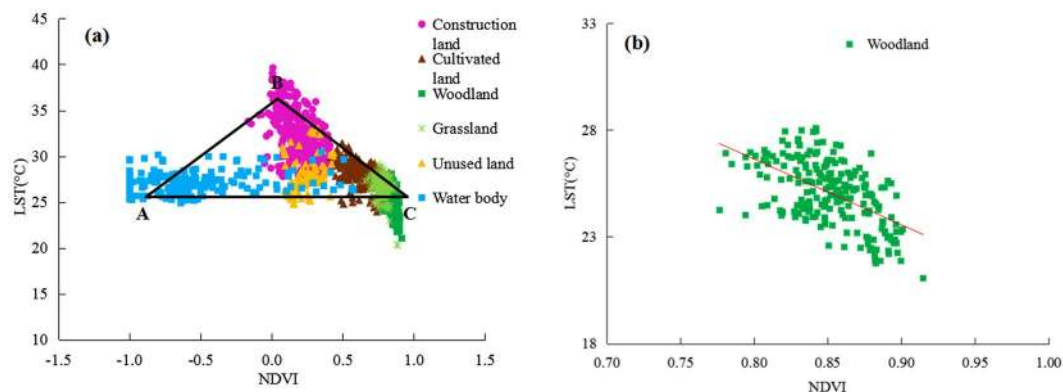 (a)
45
40
35
30
25
20
15
10
LST(°C)
B
A
C
-1.5
-1.0
-0.5
0.0
0.5
1.0
1.5
NDVI
Construction
land
Cultivated
land
Woodland
Grassland
Unused land
Water body
(b)
33
28
23
18
LST(°C)
Woodland
0.70
0.75
0.80
0.85
0.90
0.95
1.00
NDVI